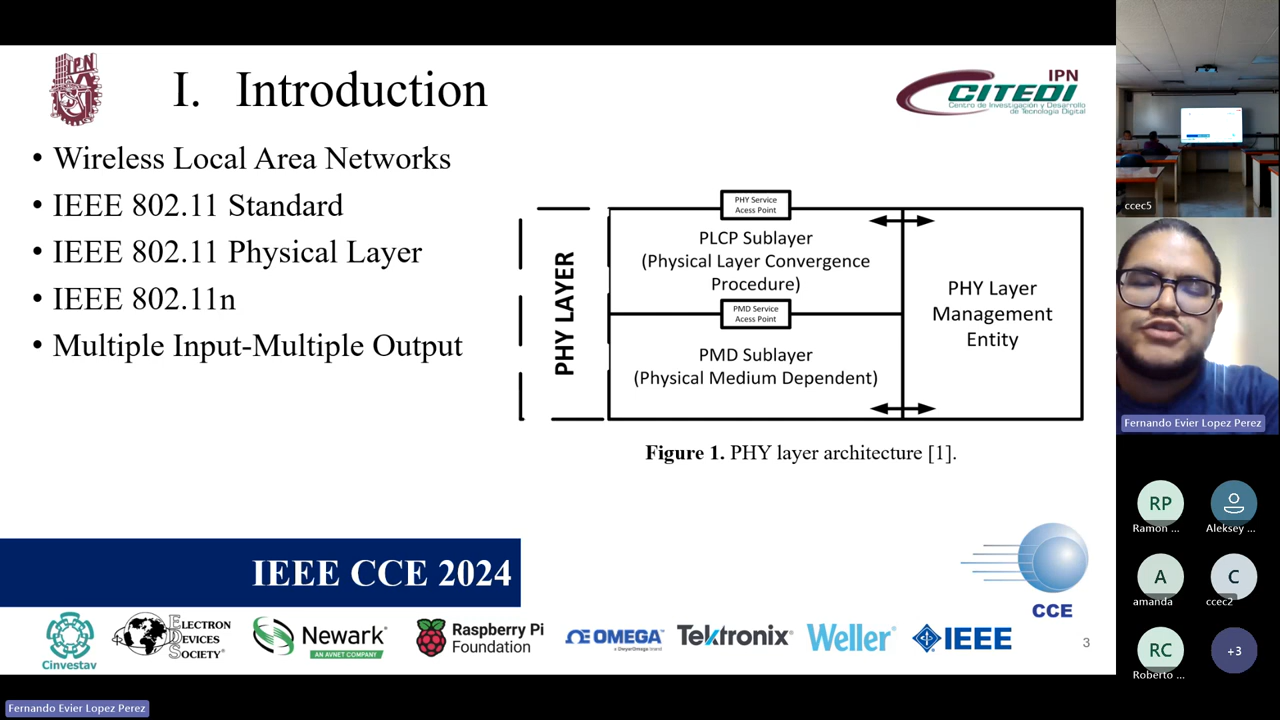 IPN
I. Introduction
IPN
CITEDI
Centro de Investigación y Desarrollo
de Tecnología Digital
• Wireless Local Area Networks
• IEEE 802.11 Standard
• IEEE 802.11 Physical Layer
• IEEE 802.11n
• Multiple Input-Multiple Output
PHY LAYER
PHY Service
Acess Point
PLCP Sublayer
(Physical Layer Convergence
Procedure)
PMD Service
Acess Point
PMD Sublayer
(Physical Medium Dependent)
PHY Layer
Management
Entity
Figure 1. PHY layer architecture [1].
IEEE CCE 2024
CCE
Cinvestav
ELECTRON
DEVICES
SOCIETY®
Newark®
AN AVNET COMPANY
Raspberry Pi
Foundation
OMEGA™
Tektronix®
Weller®
IEEE
3
ccec5
Fernando Evier Lopez Perez
RP
Ramon ...
Aleksey ...
A
amanda
C
ccec2
RC
Roberto ...
+3
Fernando Evier Lopez Perez